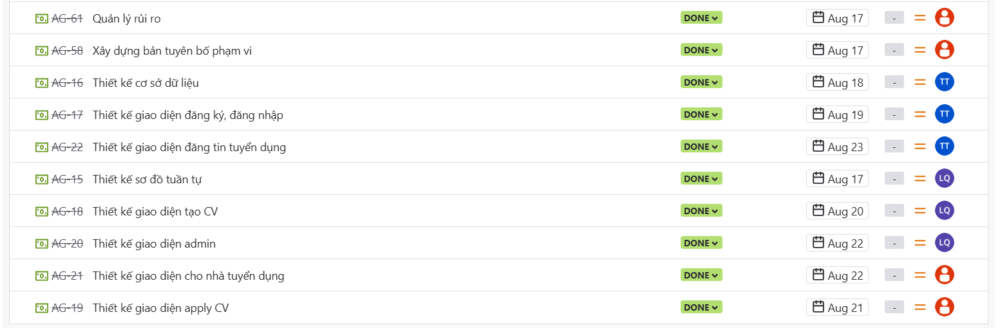 AG-61 Quản lý rủi ro DONE Aug 17 -
AG-58 Xây dựng bản tuyên bố phạm vi DONE Aug 17 -
AG-16 Thiết kế cơ sở dữ liệu DONE Aug 18 - TT
AG-17 Thiết kế giao diện đăng ký, đăng nhập DONE Aug 19 - TT
AG-22 Thiết kế giao diện đăng tin tuyển dụng DONE Aug 23 - TT
AG-15 Thiết kế sơ đồ tuần tự DONE Aug 17 - LQ
AG-18 Thiết kế giao diện tạo CV DONE Aug 20 - LQ
AG-20 Thiết kế giao diện admin DONE Aug 22 - LQ
AG-21 Thiết kế giao diện cho nhà tuyển dụng DONE Aug 22 -
AG-19 Thiết kế giao diện apply CV DONE Aug 21 -